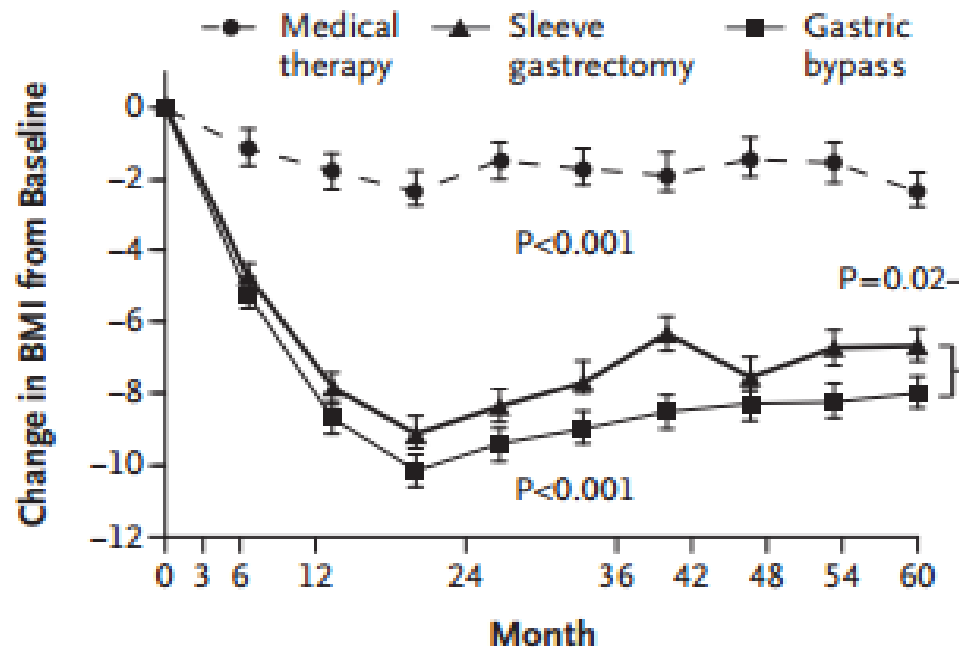 Medical therapy
Sleeve gastrectomy
Gastric bypass
Change in BMI from Baseline
0
−2
−4
−6
−8
−10
−12
P<0.001
P=0.02
P<0.001
0 3 6 12 24 36 42 48 54 60
Month